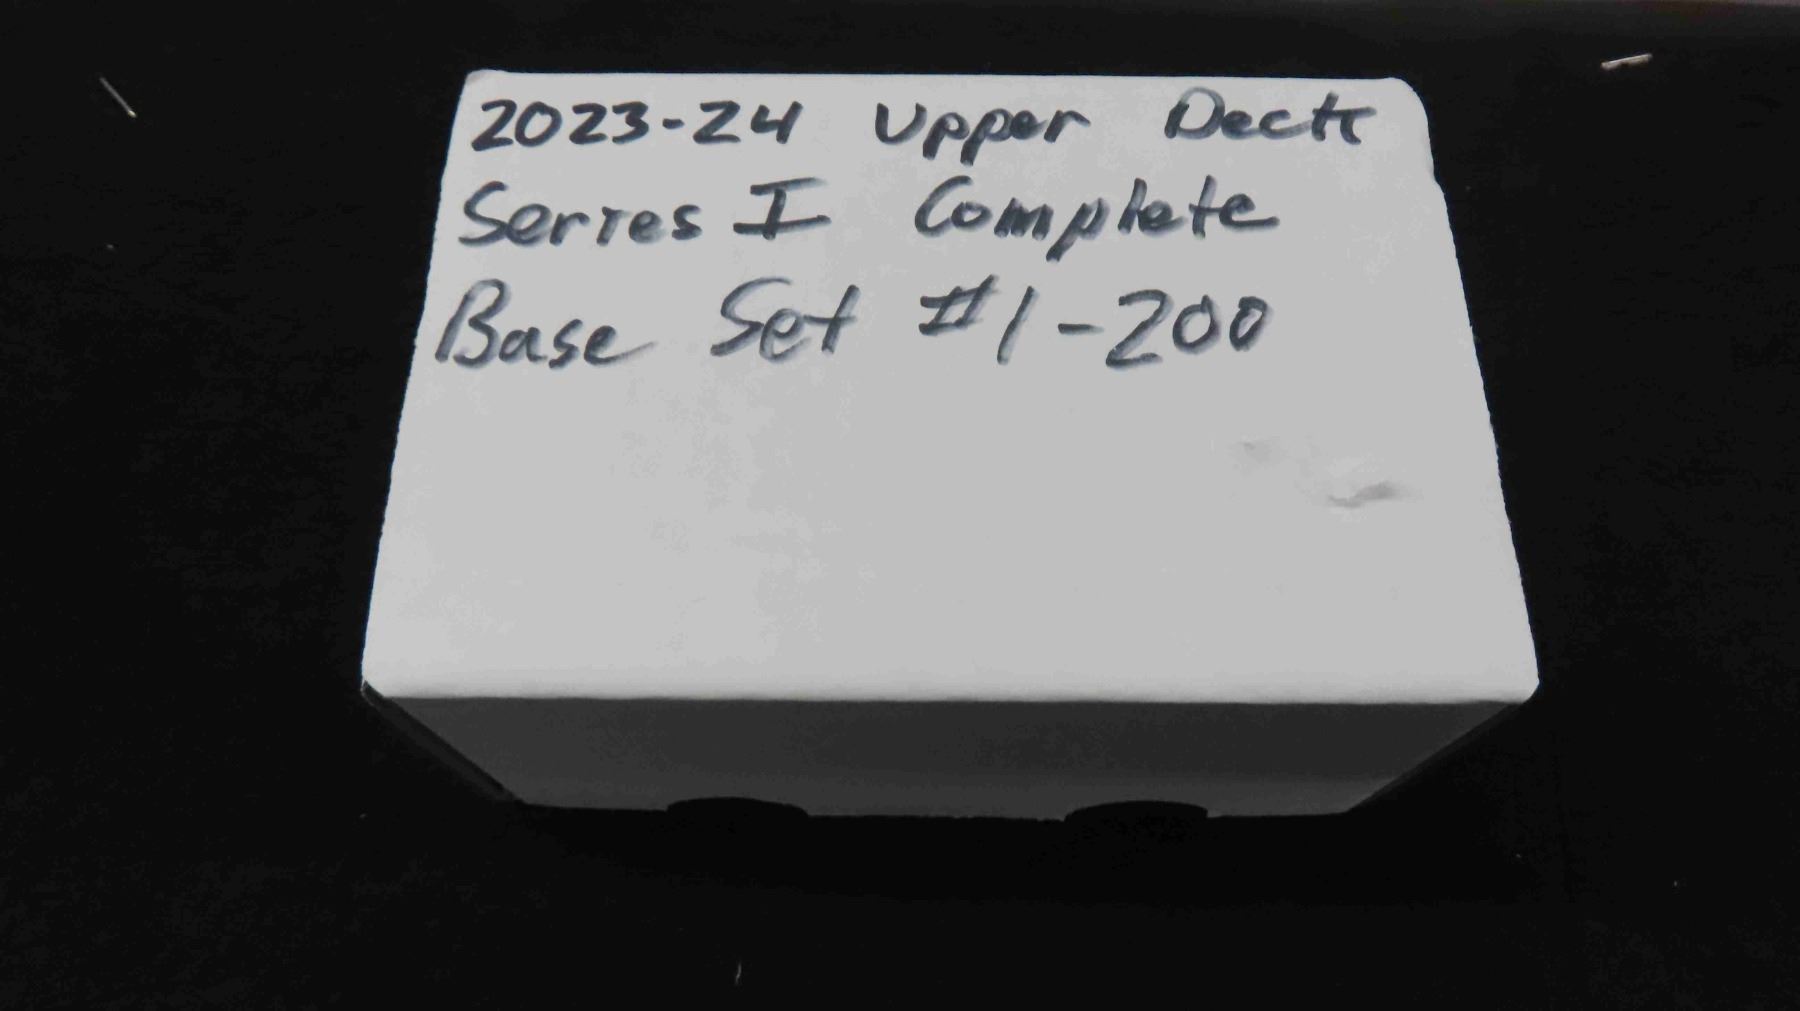 2023-24 Upper Deck
Series I Complete
Base Set #1-200